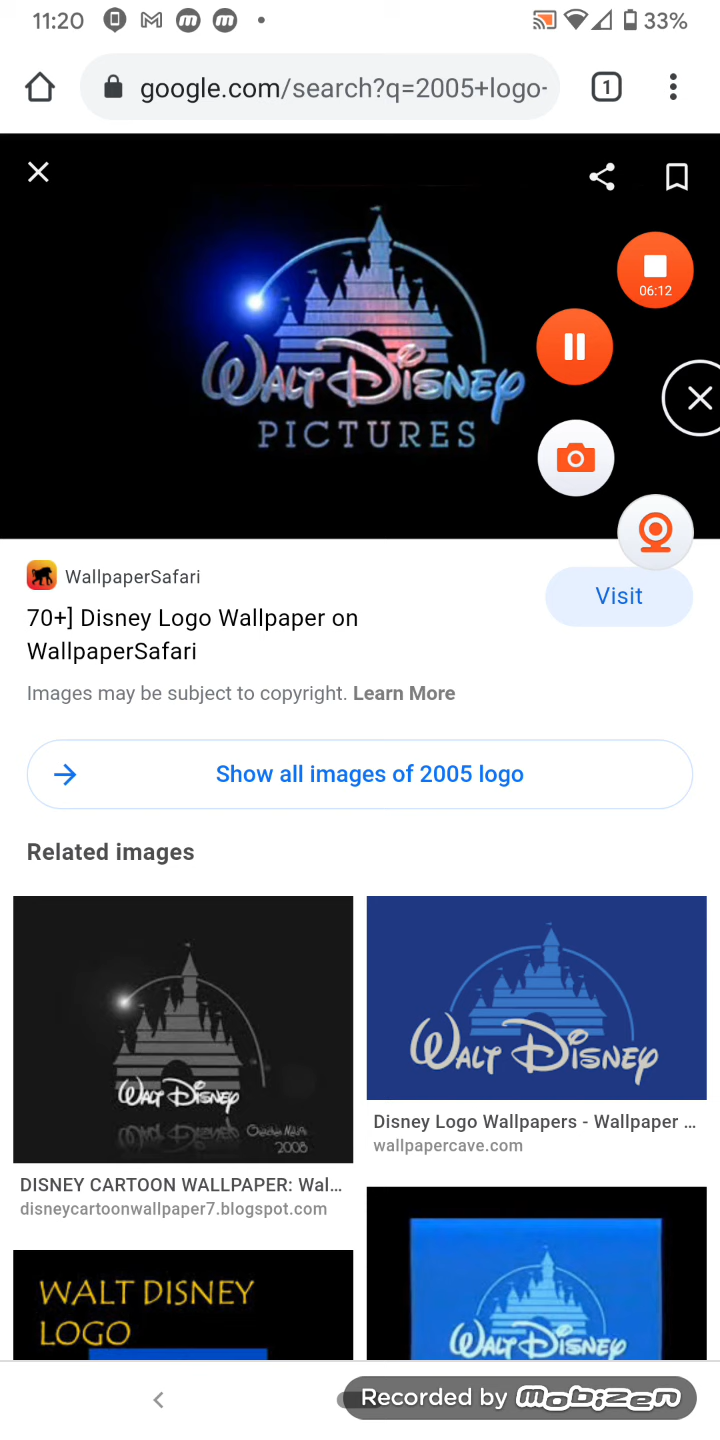 11:20
33%
google.com/search?q=2005+logo-
1
WALT DISNEY
PICTURES
06:12
WallpaperSafari
Visit
70+] Disney Logo Wallpaper on
WallpaperSafari
Images may be subject to copyright. Learn More
Show all images of 2005 logo
Related images
WALT DISNEY
2008
DISNEY CARTOON WALLPAPER: Wal...
disneycartoonwallpaper7.blogspot.com
WALT DISNEY
Disney Logo Wallpapers - Wallpaper ...
wallpapercave.com
WALT DISNEY
LOGO
WALT DISNEY
Recorded by mobizen